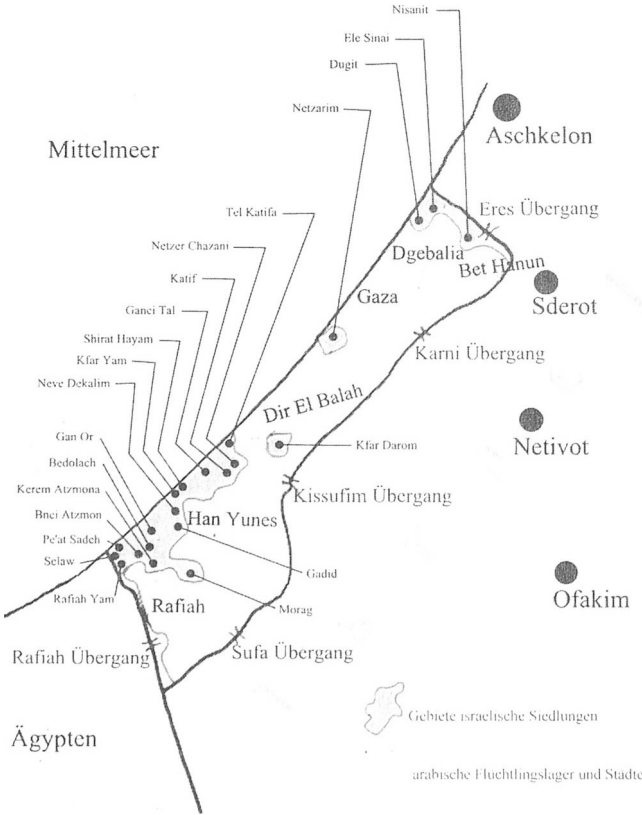 Nisanit
Ele Sinai
Dugit
Netzarim
Aschkelon
Mittelmeer
Tel Katifa
Eres Übergang
Netzer Chazani
Dgebalia
Bet Hanun
Katif
Gaza
Sderot
Ganei Tal
Shirat Hayam
Karni Übergang
Kfar Yam
Neve Dekalim
Dir El Balah
Netivot
Gan Or
Kfar Darom
Bedolach
Kerem Atzmona
Kissufim Übergang
Bnei Atzmon
Han Yunes
Pe'at Sadeh
Gadid
Selaw
Ofakim
Rafiah Yam
Rafiah
Morag
Rafiah Übergang
Sufa Übergang
Gebiete israelische Siedlungen
Ägypten
arabische Flüchtlingslager und Städte